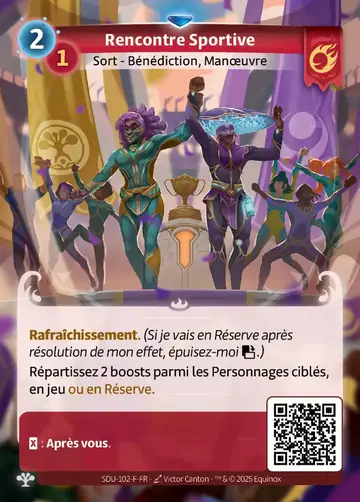 2
1
Rencontre Sportive
Sort - Bénédiction, Manœuvre
Rafraîchissement. (Si je vais en Réserve après
résolution de mon effet, épuisez-moi .)
Répartissez 2 boosts parmi les Personnages ciblés,
en jeu ou en Réserve.
X : Après vous.
SDU-102-F-FR - Victor Canton - ™ & © 2025 Equinox